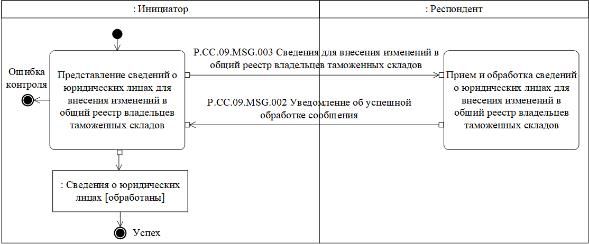 : Инициатор
: Респондент
P.CC.09.MSG.003 Сведения для внесения изменений в
общий реестр владельцев таможенных складов
Ошибка
контроля
Представление сведений о
юридических лицах для
внесения изменений в
общий реестр владельцев
таможенных складов
Прием и обработка сведений
о юридических лицах для
внесения изменений в
общий реестр владельцев
таможенных складов
P.CC.09.MSG.002 Уведомление об успешной
обработке сообщения
: Сведения о юридических
лицах [обработаны]
Успех